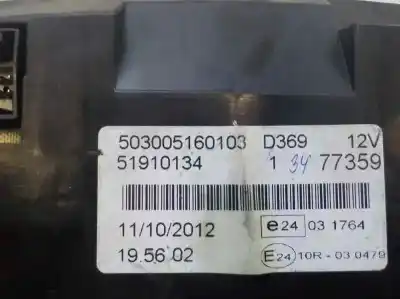 503005160103 D369 12V
51910134 1 34 77359
11/10/2012 e24 03 1764
19.56 02 E24 10R-03 0479